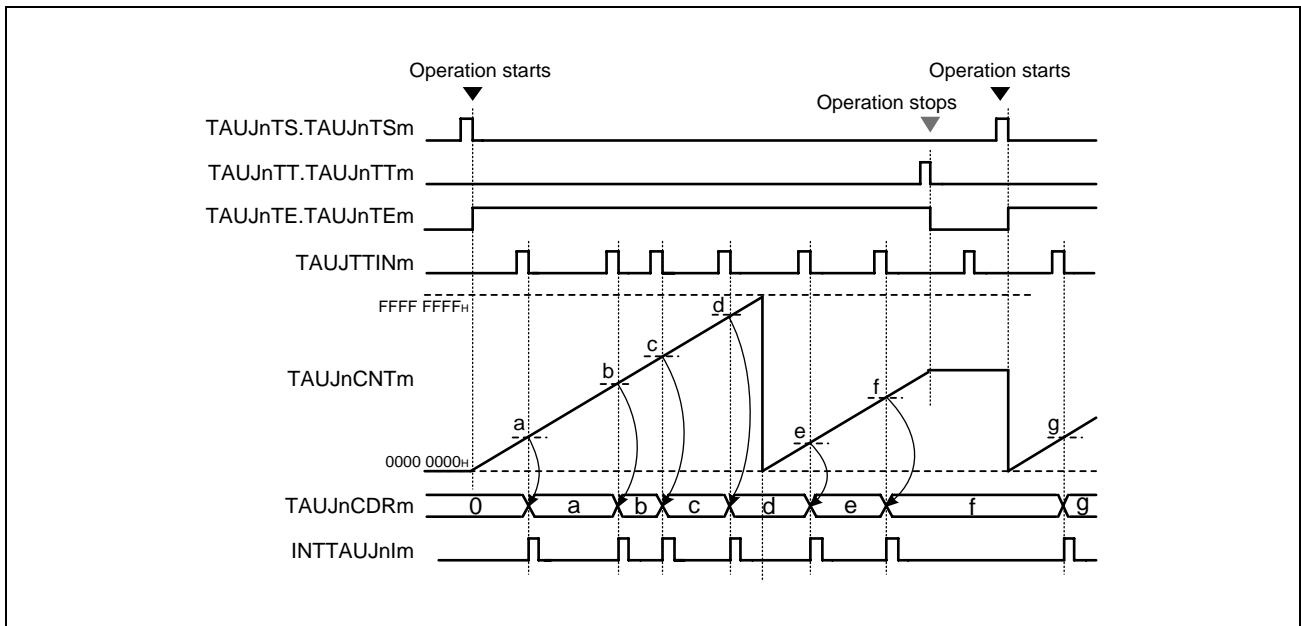 Operation starts
Operation starts
Operation stops
TAUJnTS.TAUJnTSm
TAUJnTT.TAUJnTTm
TAUJnTE.TAUJnTEm
TAUJTTINm
FFFF FFFFH
d
c
TAUJnCNTm
b
f
a
e
g
0000 0000H
TAUJnCDRm 0 a b c d e f g
INTTAUJnIm